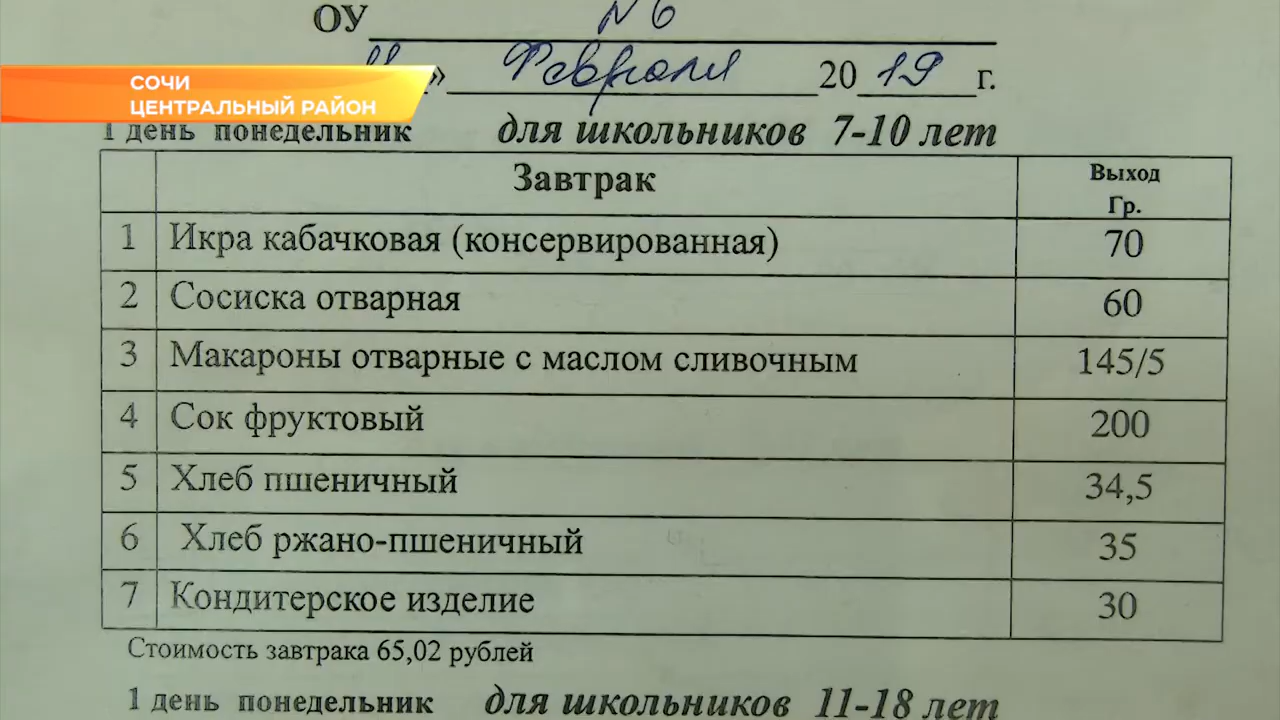 ОУ № 6
» Февраля 2019 г.
СОЧИ
ЦЕНТРАЛЬНЫЙ РАЙОН
1 день понедельник для школьников 7-10 лет
Завтрак Выход
Гр.
1 Икра кабачковая (консервированная) 70
2 Сосиска отварная 60
3 Макароны отварные с маслом сливочным 145/5
4 Сок фруктовый 200
5 Хлеб пшеничный 34,5
6 Хлеб ржано-пшеничный 35
7 Кондитерское изделие 30
Стоимость завтрака 65,02 рублей
1 день понедельник для школьников 11-18 лет